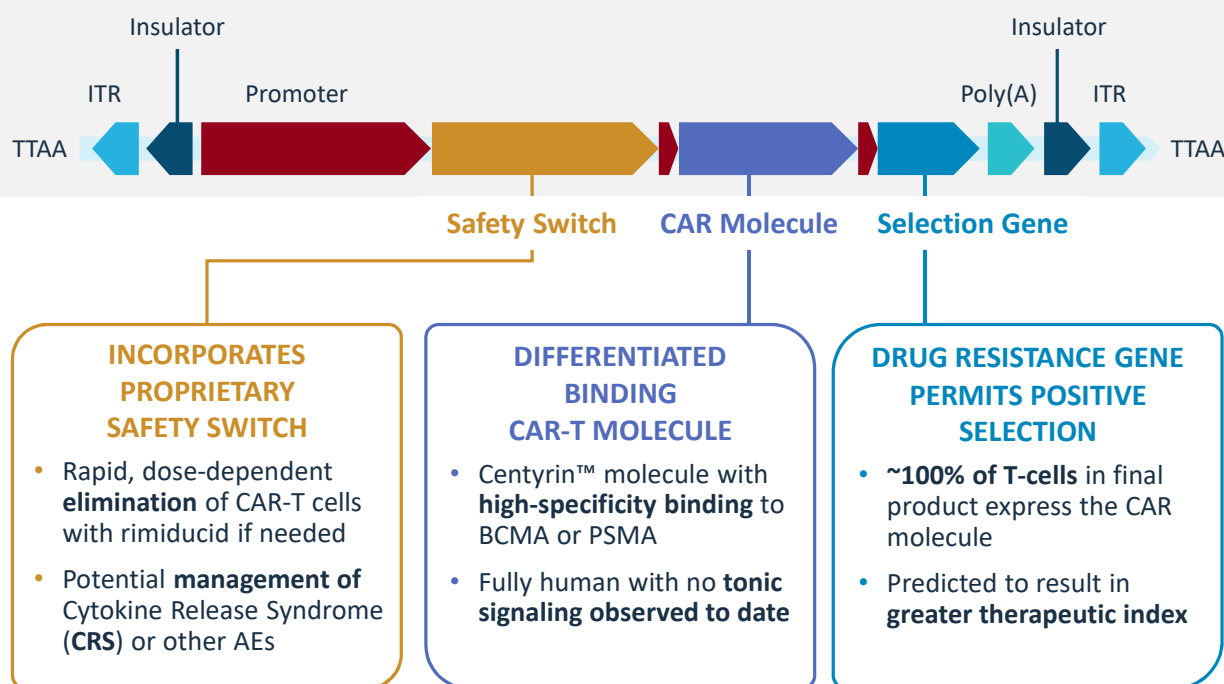 Insulator
Insulator
ITR
Promoter
Poly(A)
ITR
TTAA
TTAA
Safety Switch
CAR Molecule
Selection Gene
INCORPORATES
PROPRIETARY
SAFETY SWITCH
• Rapid, dose-dependent
elimination of CAR-T cells
with rimiducid if needed
• Potential management of
Cytokine Release Syndrome
(CRS) or other AEs
DIFFERENTIATED
BINDING
CAR-T MOLECULE
• Centyrin™ molecule with
high-specificity binding to
BCMA or PSMA
• Fully human with no tonic
signaling observed to date
DRUG RESISTANCE GENE
PERMITS POSITIVE
SELECTION
• ~100% of T-cells in final
product express the CAR
molecule
• Predicted to result in
greater therapeutic index